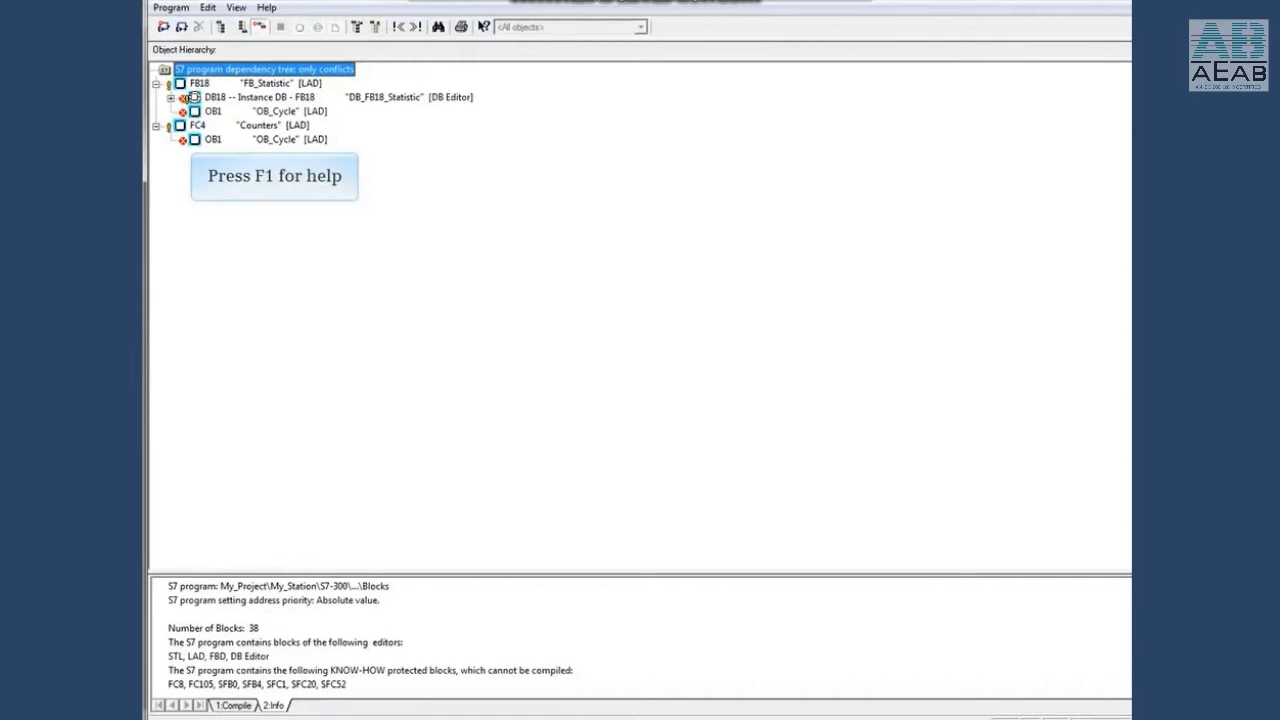 Program Edit View Help
<All objects>
Object Hierarchy:
S7 program dependency tree: only conflicts
FB18 "FB_Statistic" [LAD]
DB18 -- Instance DB - FB18 "DB_FB18_Statistic" [DB Editor]
OB1 "OB_Cycle" [LAD]
FC4 "Counters" [LAD]
OB1 "OB_Cycle" [LAD]
Press F1 for help
S7 program: My_Project\My_Station\S7-300\...\Blocks
S7 program setting address priority: Absolute value.
Number of Blocks: 38
The S7 program contains blocks of the following editors:
STL, LAD, FBD, DB Editor
The S7 program contains the following KNOW-HOW protected blocks, which cannot be compiled:
FC8, FC105, SFB0, SFB4, SFC1, SFC20, SFC52
1:Compile 2:Info
AB
AEAB